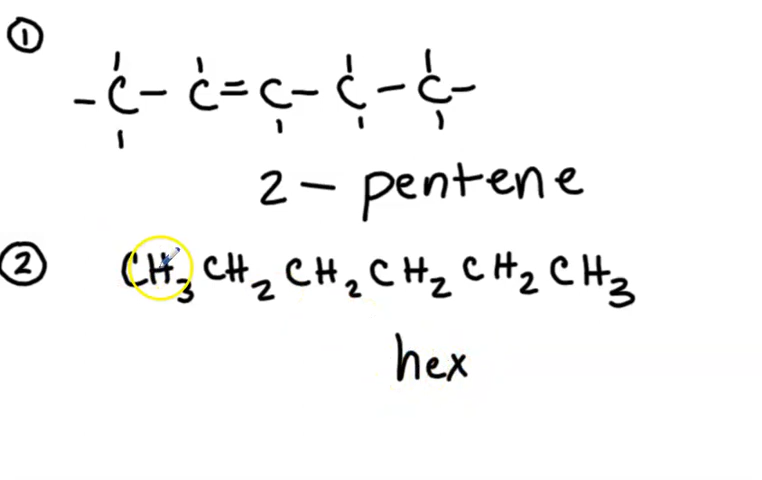 ①
- C - C = C - C - C -
2 - pentene
② CH₃ CH₂ CH₂ CH₂ CH₂ CH₃
hex